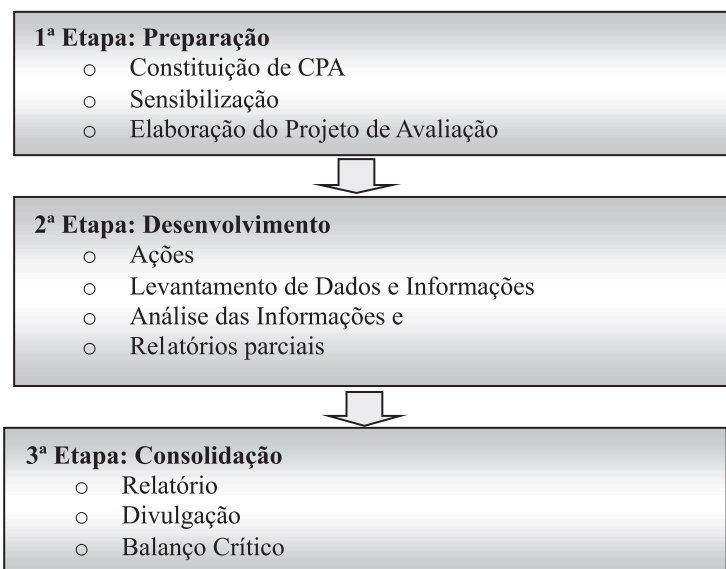 1ª Etapa: Preparação
o Constituição de CPA
o Sensibilização
o Elaboração do Projeto de Avaliação
2ª Etapa: Desenvolvimento
o Ações
o Levantamento de Dados e Informações
o Análise das Informações e
o Relatórios parciais
3ª Etapa: Consolidação
o Relatório
o Divulgação
o Balanço Crítico